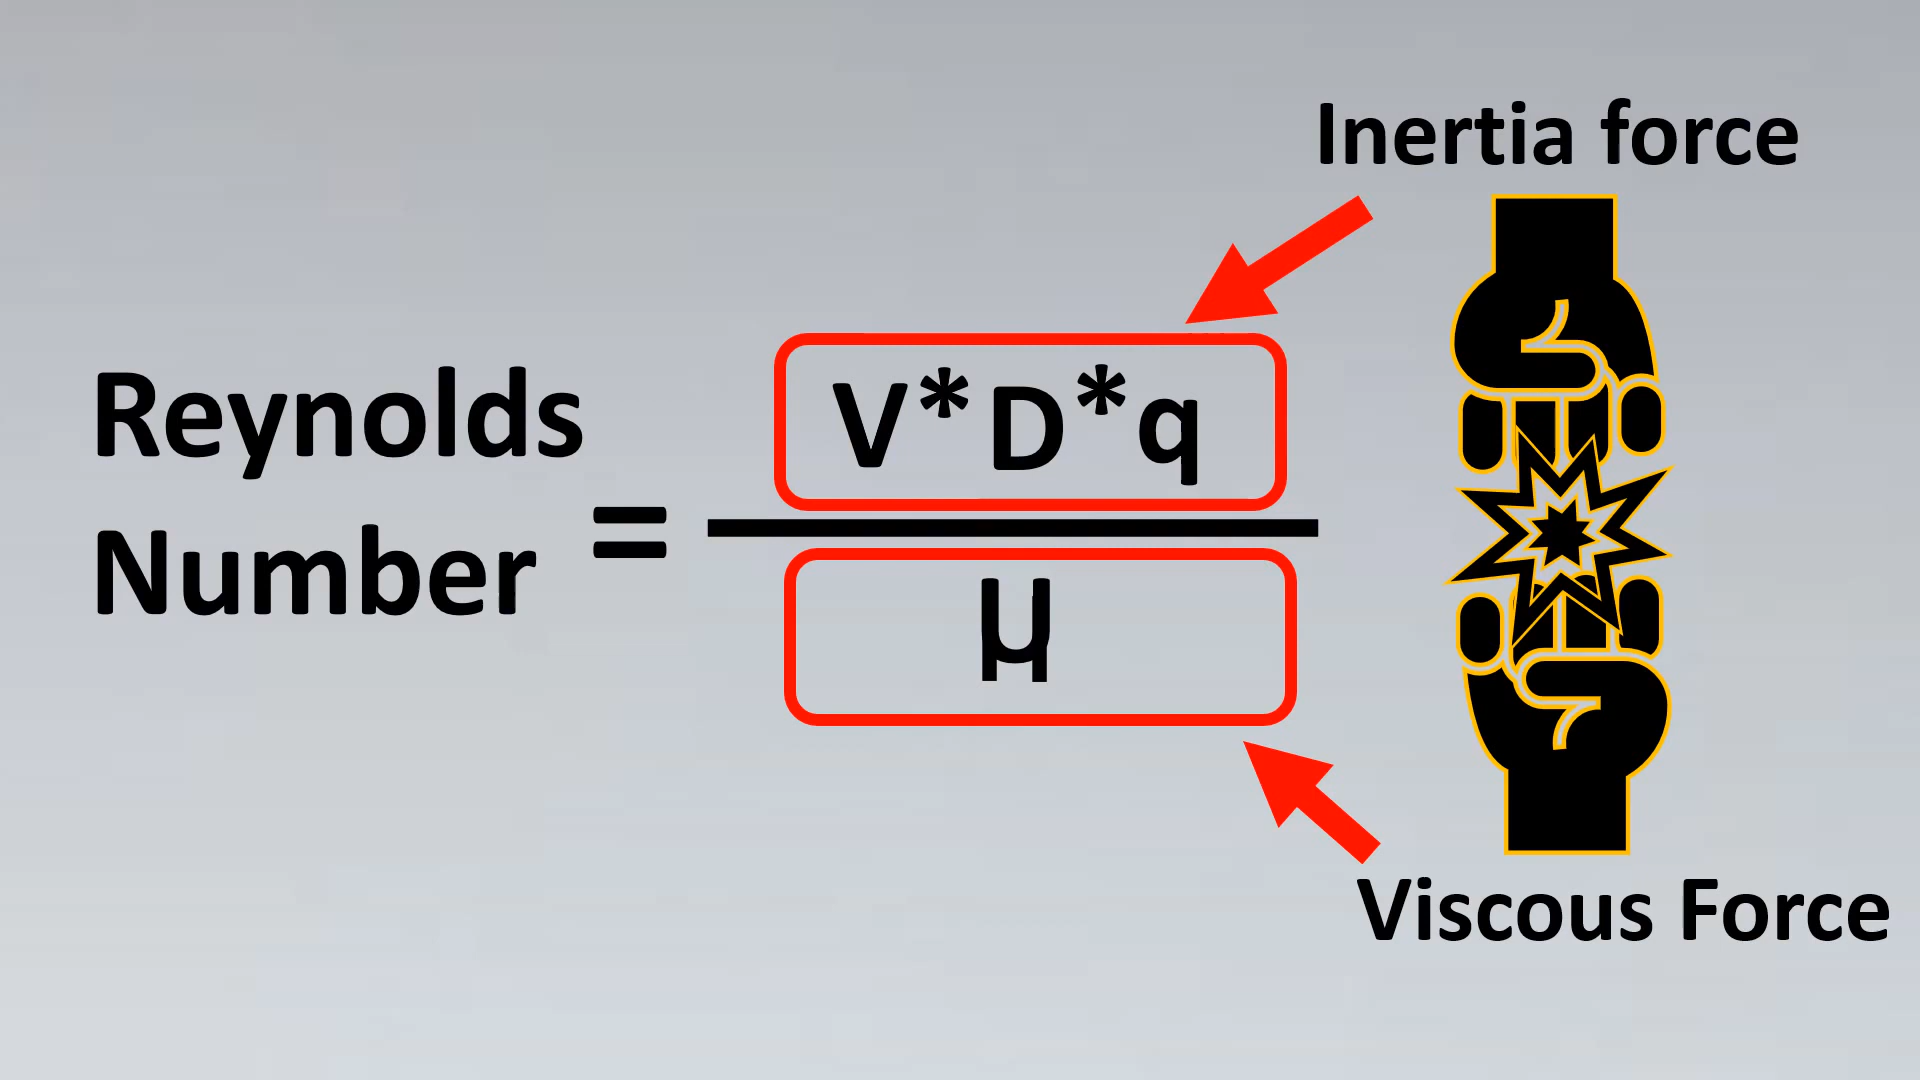 Inertia force
Reynolds
Number
=
V*D*q
µ
Viscous Force